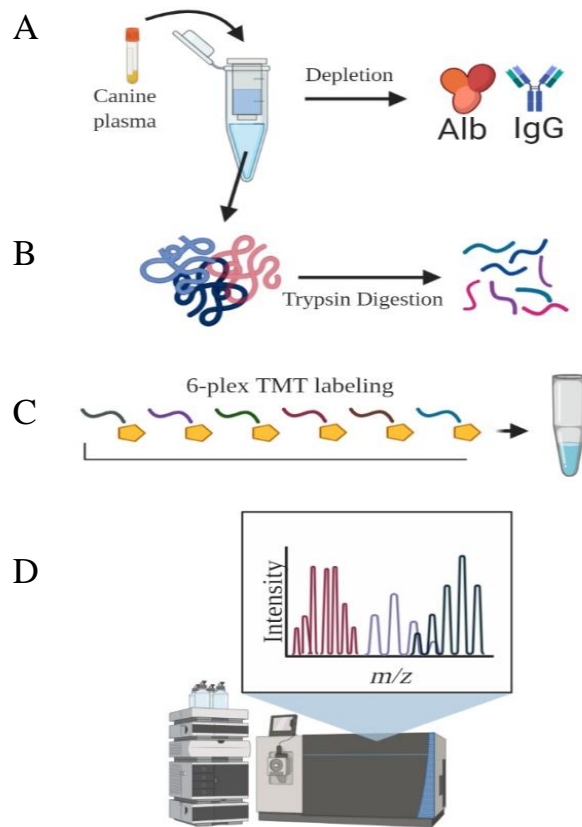 A
Canine
plasma
Depletion
Alb IgG
B
Trypsin Digestion
C
6-plex TMT labeling
D
Intensity
m/z